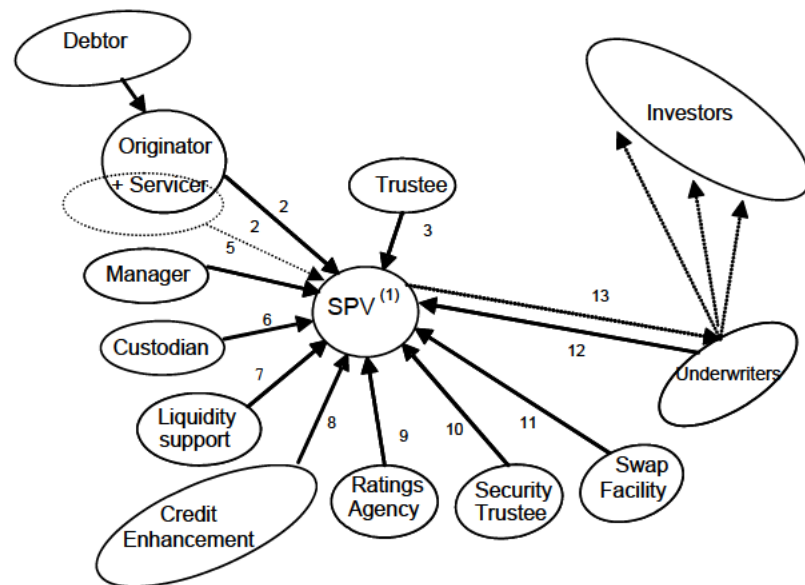 Debtor
Investors
Originator
+ Servicer
2
2
Trustee
3
5
Manager
SPV (1)
13
6
Custodian
12
Underwriters
7
Liquidity
support
8
9
10
11
Credit
Enhancement
Ratings
Agency
Security
Trustee
Swap
Facility